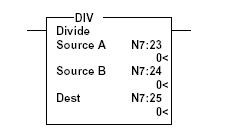 DIV
Divide
Source A N7:23
0<
Source B N7:24
0<
Dest N7:25
0<